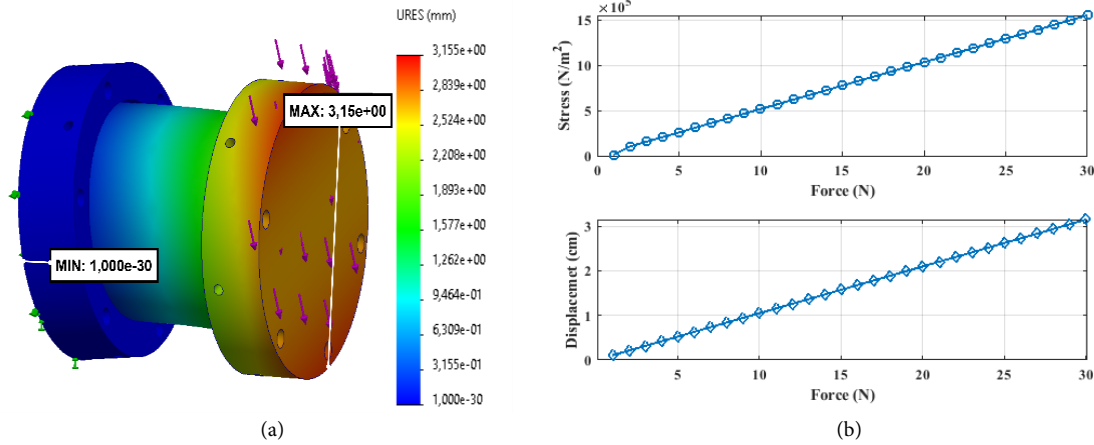 URES (mm)
3,155e+00
2,839e+00
2,524e+00
2,208e+00
1,893e+00
1,577e+00
1,262e+00
9,464e-01
6,309e-01
3,155e-01
1,000e-30
MAX: 3,15e+00
MIN: 1,000e-30
(a)
×10⁵
15
10
5
0
Stress (N/m²)
0 5 10 15 20 25 30
Force (N)
3
2
1
0
Displacmet (cm)
5 10 15 20 25 30
Force (N)
(b)